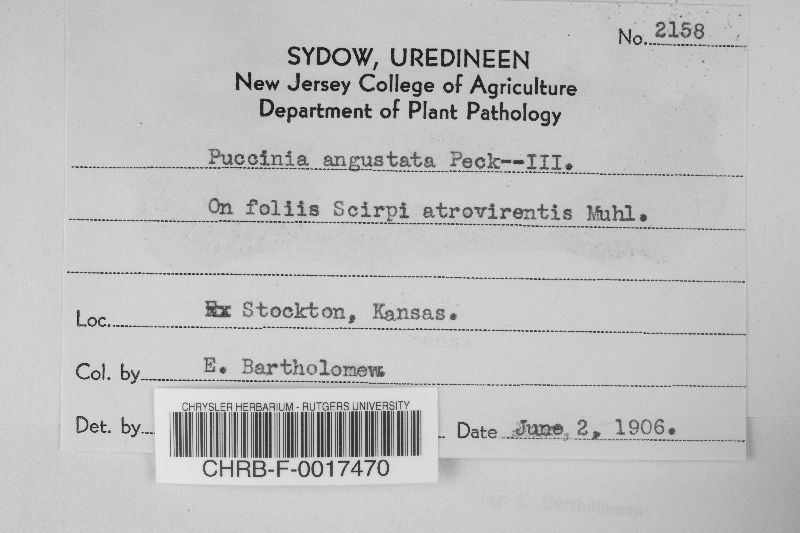 No. 2158
SYDOW, UREDINEEN
New Jersey College of Agriculture
Department of Plant Pathology
Puccinia angustata Peck--III.
On foliis Scirpi atrovirentis Muhl.
Loc. Stockton, Kansas.
Col. by E. Bartholomew.
Det. by Date June, 2, 1906.
CHRYSLER HERBARIUM - RUTGERS UNIVERSITY
CHRB-F-0017470